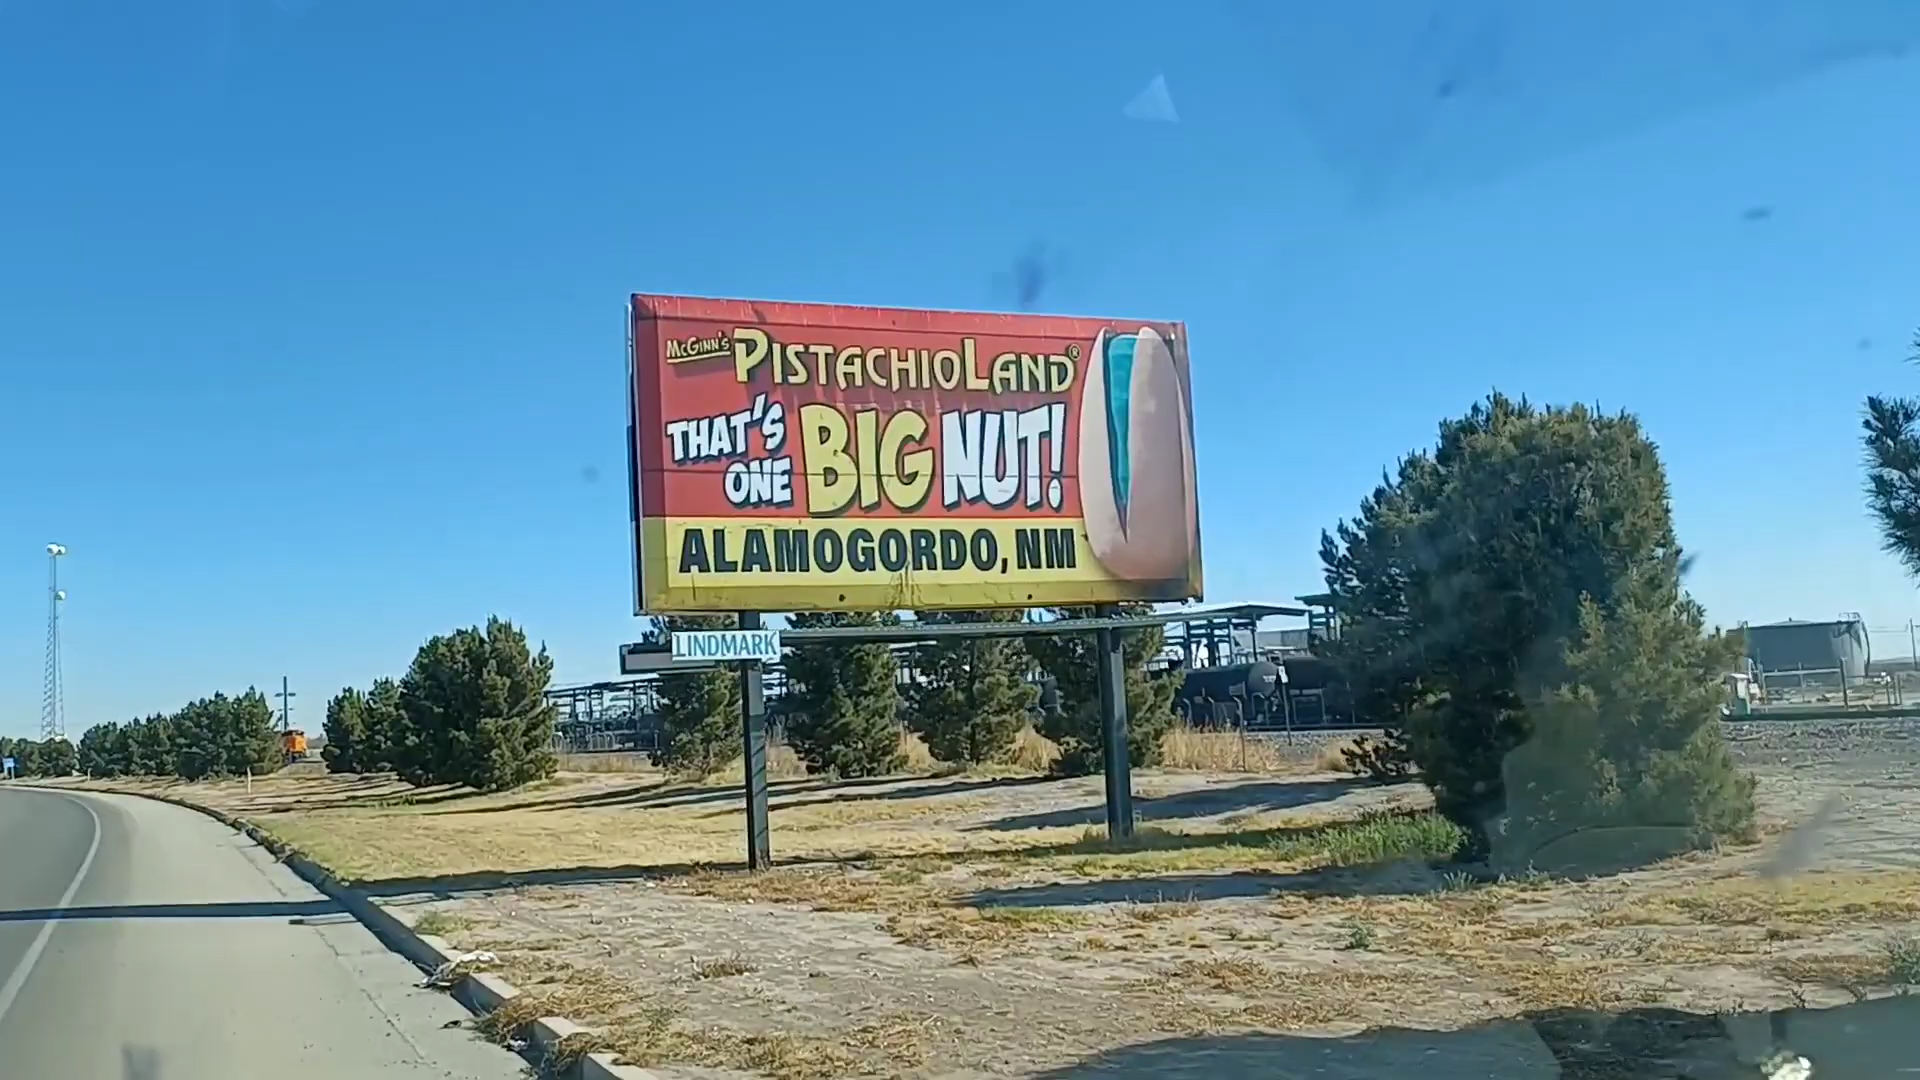 McGinn's PistachioLand®
THAT'S ONE BIG NUT!
ALAMOGORDO, NM
LINDMARK